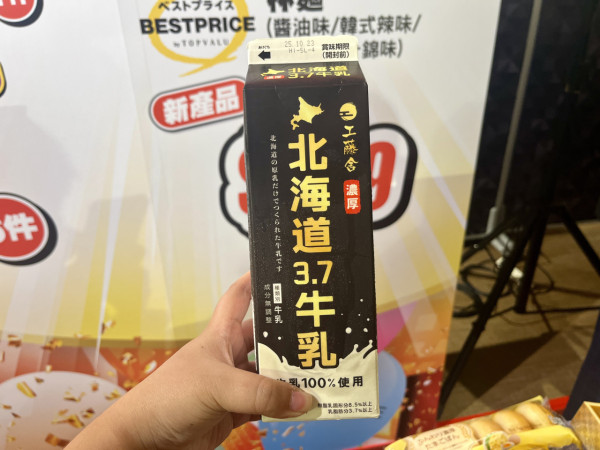 ベストプライス
BESTPRICE
by TOPVALU
(醬油味/韓式辣味/
錦味)
新產品
件
25.10.23
賞味期限
(開封前)
北海道
3.7牛乳
工藤舍
濃厚
北海道3.7牛乳
北海道の原乳だけでつくられた牛乳です
種類別
牛乳
成分無調整
乳100%使用
無脂乳固形分8.5%以上
乳脂肪分3.7%以上